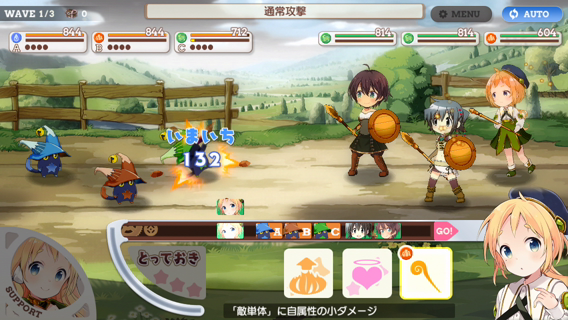 WAVE 1/3
0
通常攻撃
MENU
AUTO
844
844
712
A
B
C
814
814
604
いまいち
132
A
B
C
GO!
とっておき
SUPPORT
「敵単体」に自属性の小ダメージ